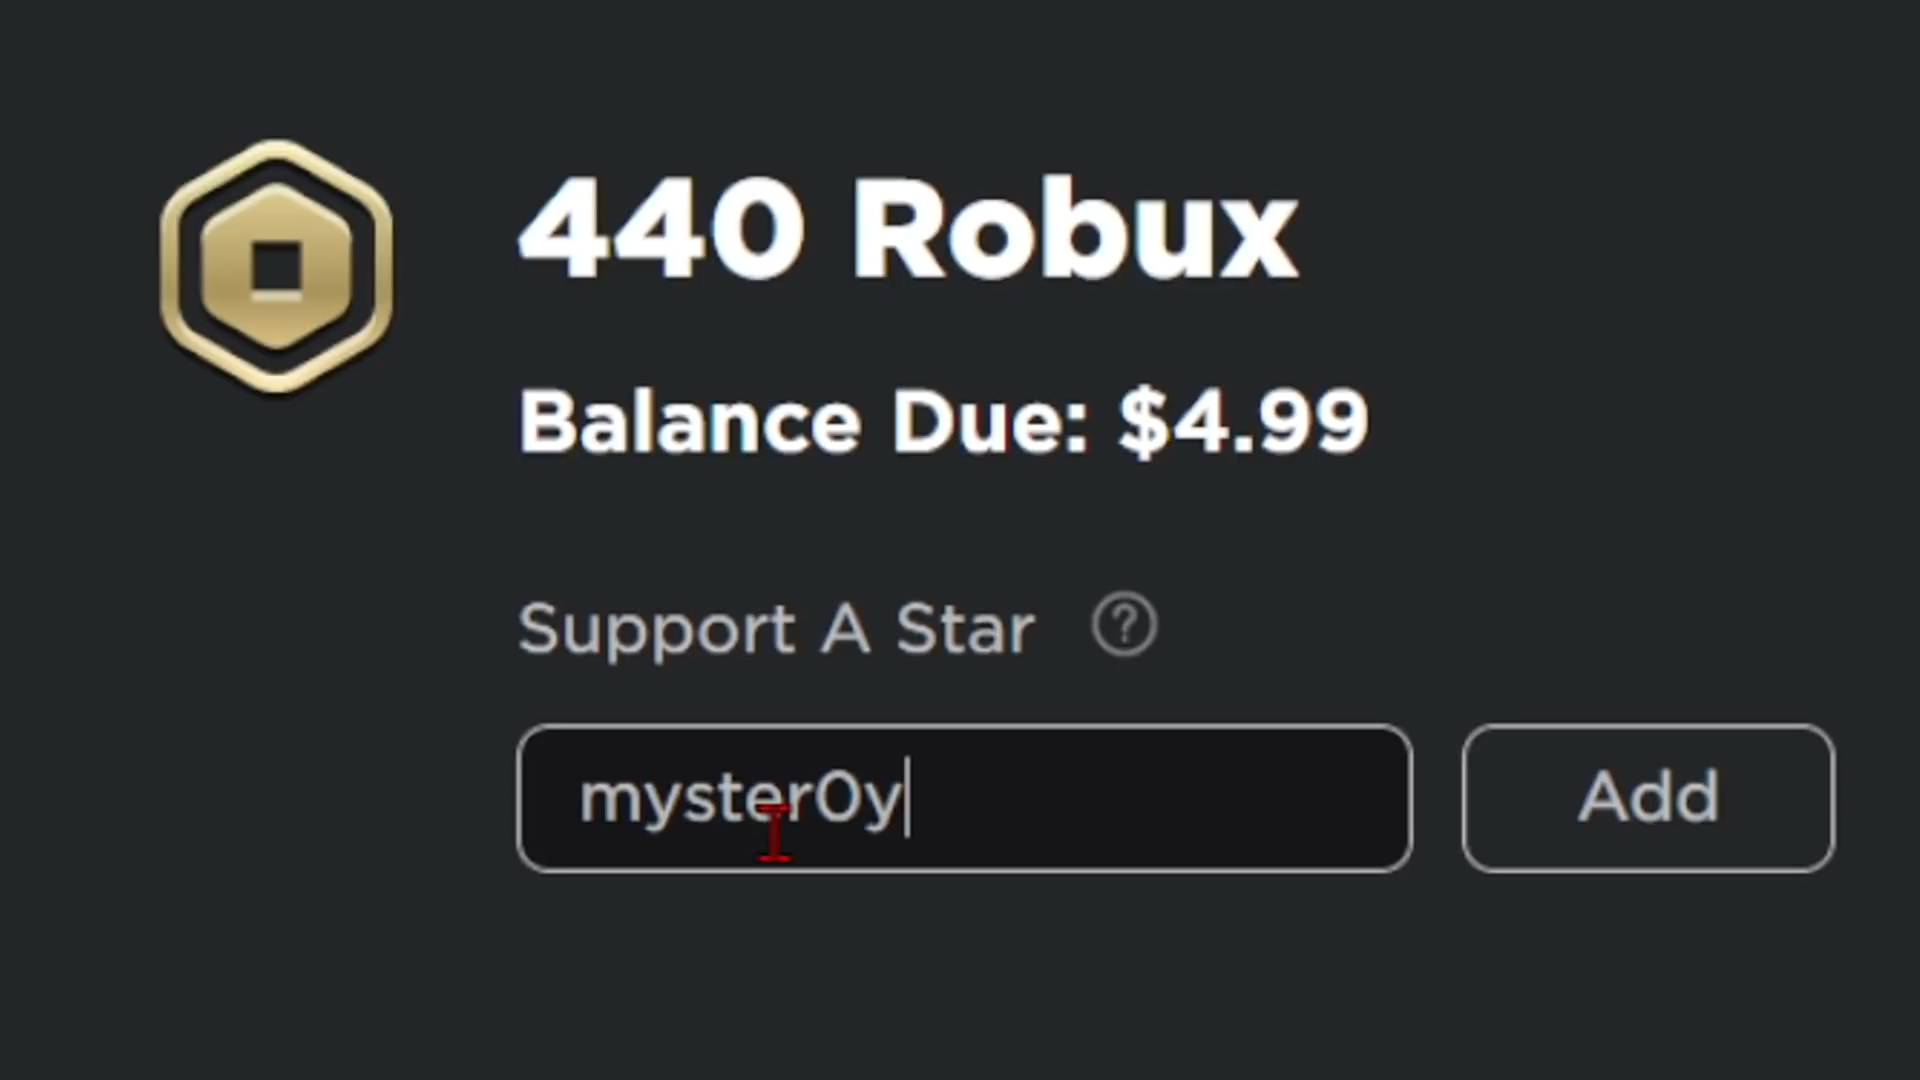 440 Robux
Balance Due: $4.99
Support A Star ?
myster0y
Add